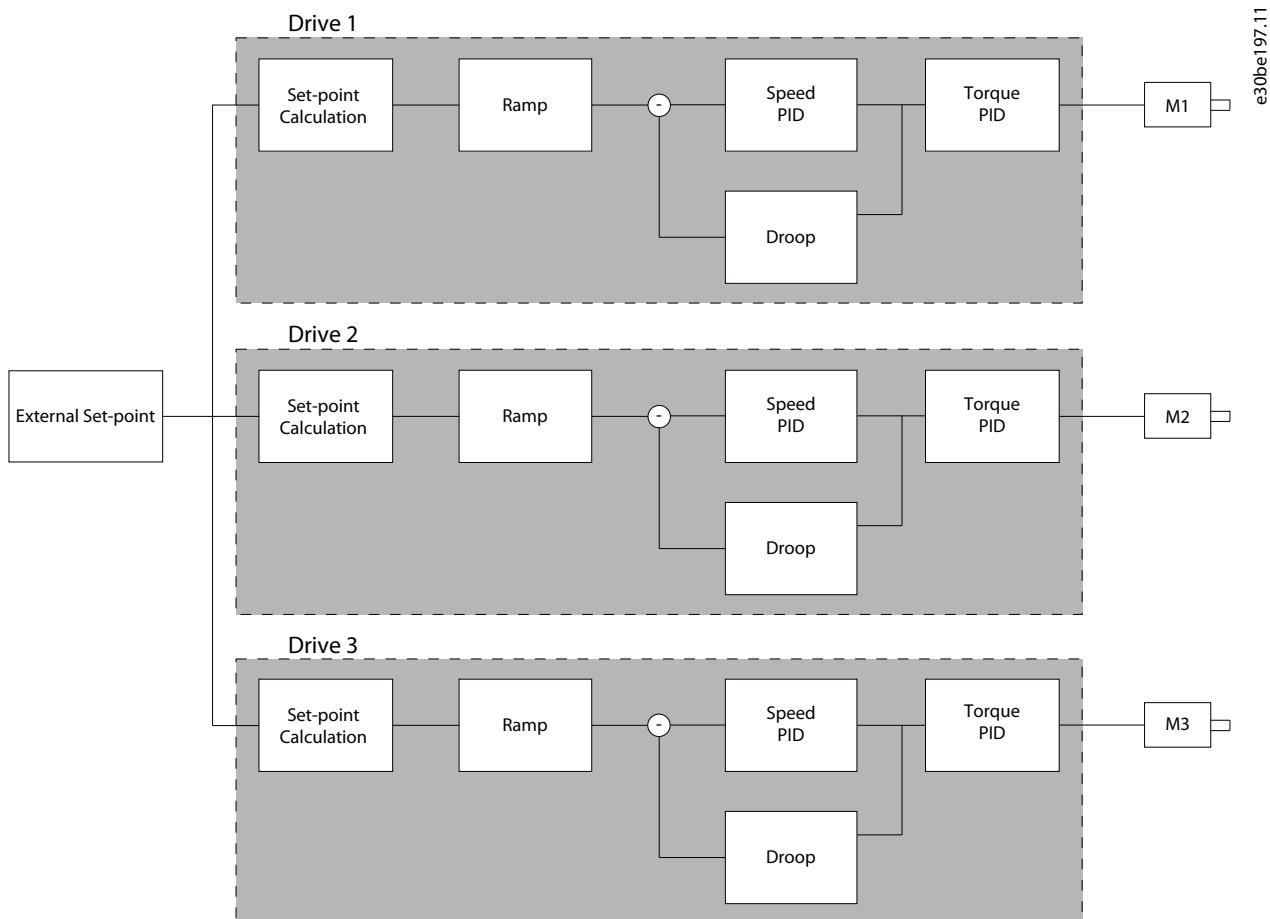 Drive 1
Set-point
Calculation
Ramp
-
Speed
PID
Torque
PID
M1
Droop
e30be197.11
Drive 2
External Set-point
Set-point
Calculation
Ramp
-
Speed
PID
Torque
PID
M2
Droop
Drive 3
Set-point
Calculation
Ramp
-
Speed
PID
Torque
PID
M3
Droop